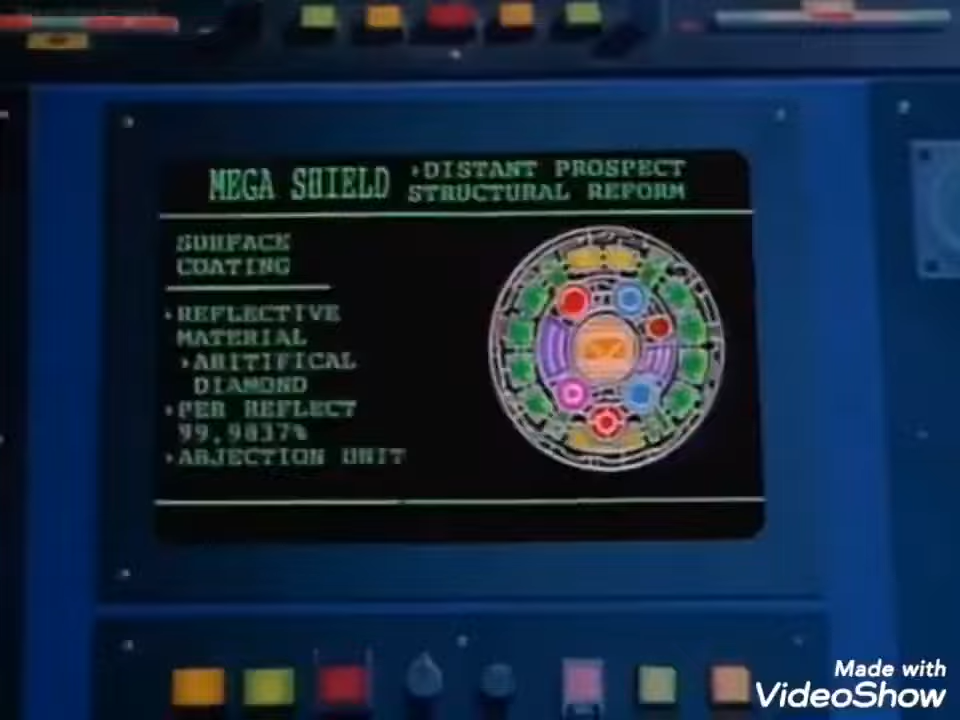 MEGA SHIELD
›DISTANT PROSPECT
STRUCTURAL REFORM
SURFACE
COATING
›REFLECTIVE
MATERIAL
›ARITIFICAL
DIAMOND
›PER REFLECT
99.9837%
›ABJECTION UNIT
Made with
VideoShow